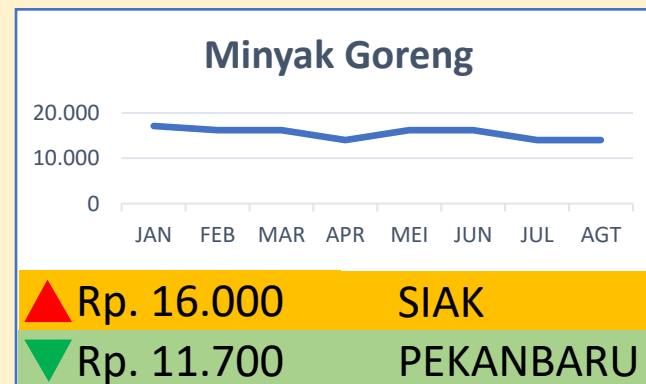 Minyak Goreng
20.000
10.000
0
JAN FEB MAR APR MEI JUN JUL AGT
Rp. 16.000 SIAK
Rp. 11.700 PEKANBARU